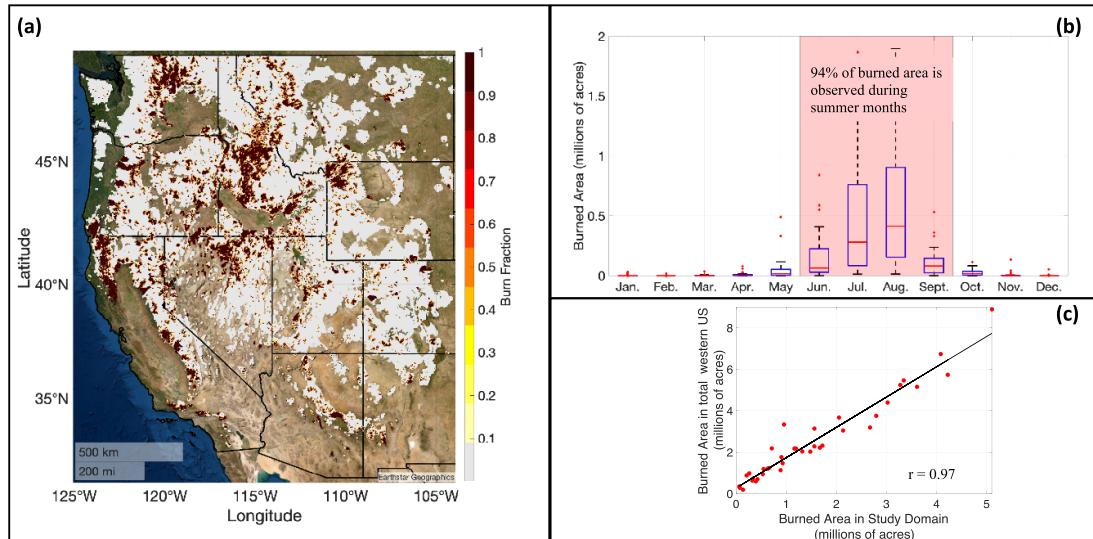 (a)
45°N
40°N
35°N
Latitude
500 km
200 mi
Earthstar Geographics
125°W
120°W
115°W
110°W
105°W
Longitude
1
0.9
0.8
0.7
0.6
0.5
0.4
0.3
0.2
0.1
Burn Fraction
(b)
2
1.5
1
0.5
0
Burned Area (millions of acres)
94% of burned area is
observed during
summer months
Jan.
Feb.
Mar.
Apr.
May
Jun.
Jul.
Aug.
Sept.
Oct.
Nov.
Dec.
(c)
8
6
4
2
0
Burned Area in total western US
(millions of acres)
r = 0.97
0
1
2
3
4
5
Burned Area in Study Domain
(millions of acres)